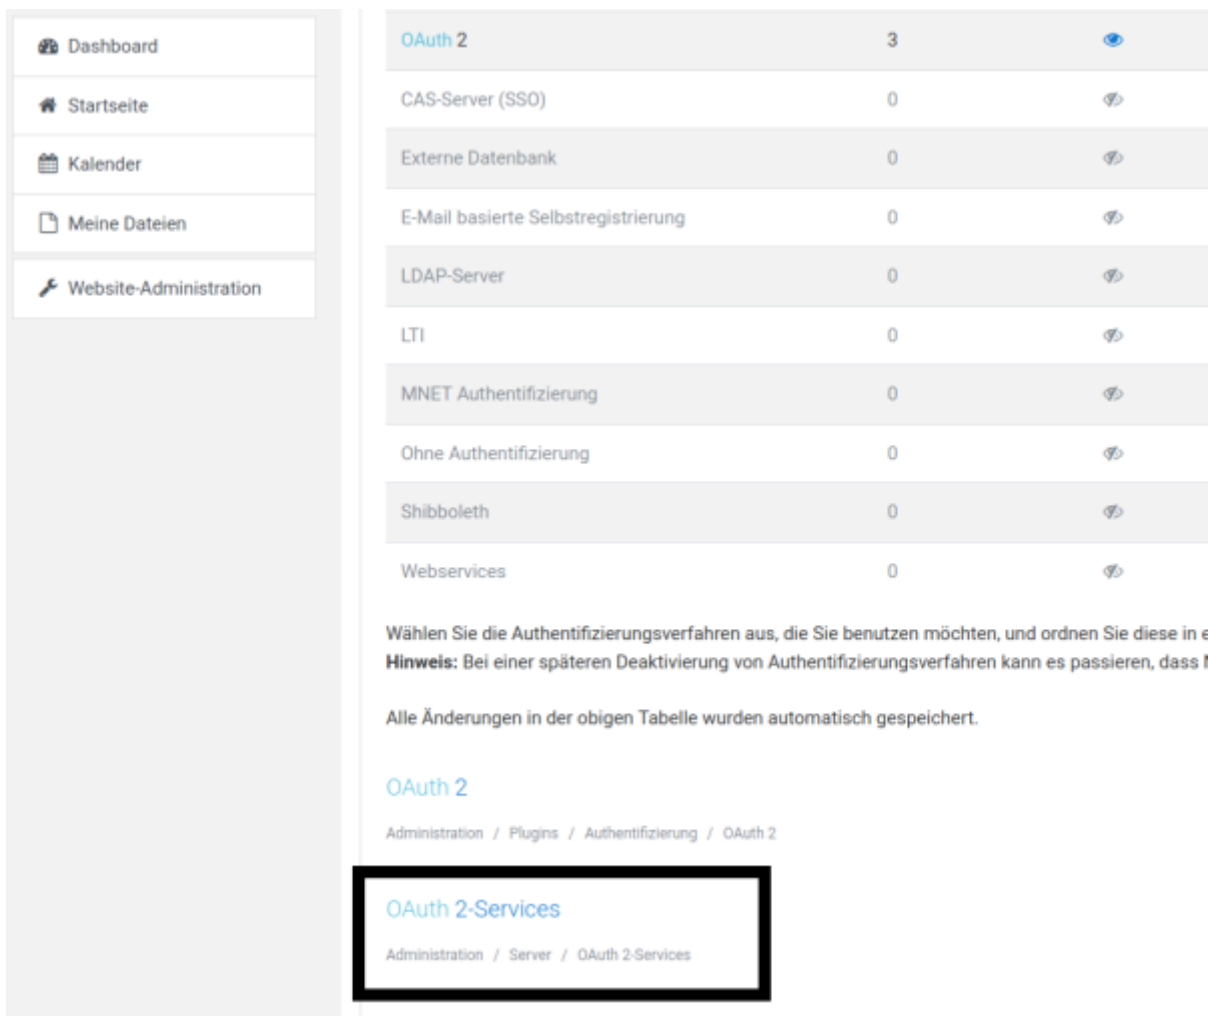 Dashboard
Startseite
Kalender
Meine Dateien
Website-Administration
OAuth 2 3
CAS-Server (SSO) 0
Externe Datenbank 0
E-Mail basierte Selbstregistrierung 0
LDAP-Server 0
LTI 0
MNET Authentifizierung 0
Ohne Authentifizierung 0
Shibboleth 0
Webservices 0
Wählen Sie die Authentifizierungsverfahren aus, die Sie benutzen möchten, und ordnen Sie diese in
Hinweis: Bei einer späteren Deaktivierung von Authentifizierungsverfahren kann es passieren, dass
Alle Änderungen in der obigen Tabelle wurden automatisch gespeichert.
OAuth 2
Administration / Plugins / Authentifizierung / OAuth 2
OAuth 2-Services
Administration / Server / OAuth 2-Services